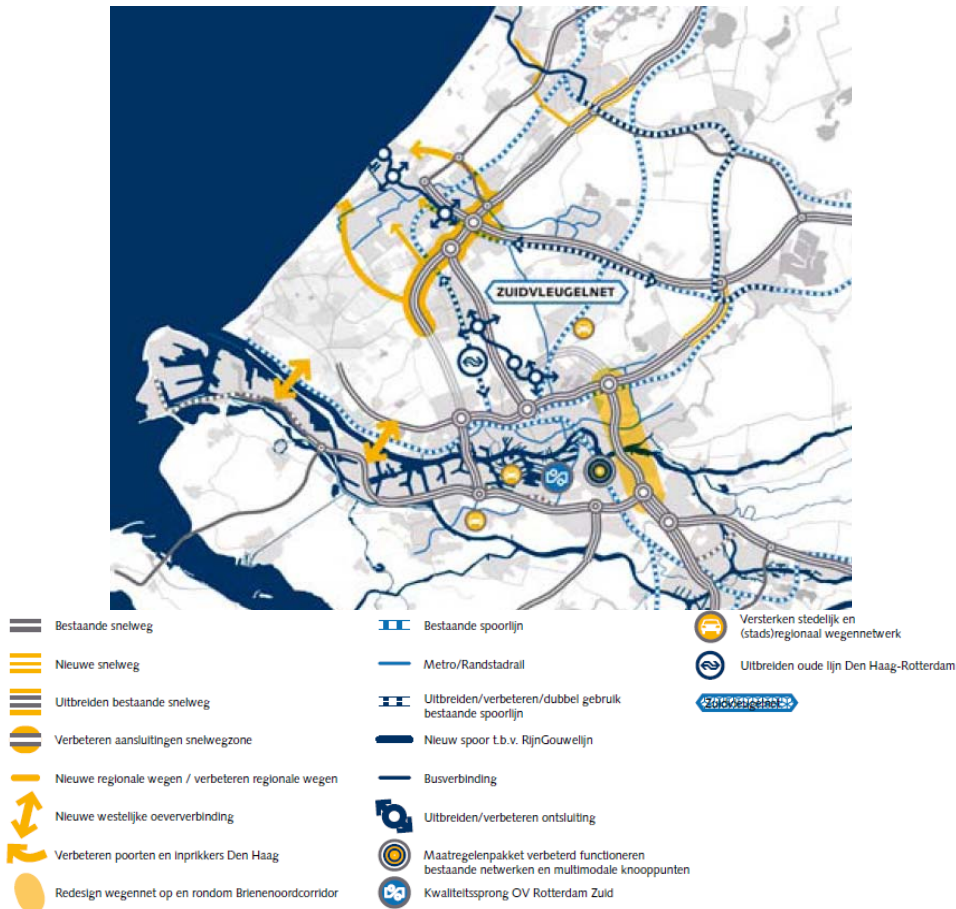 ZUIDVLEUGELNET
Bestaande snelweg
Nieuwe snelweg
Uitbreiden bestaande snelweg
Verbeteren aansluitingen snelwegzone
Nieuwe regionale wegen / verbeteren regionale wegen
Nieuwe westelijke oeververbinding
Verbeteren poorten en inprikkers Den Haag
Redesign wegennet op en rondom Brienenoordcorridor
Bestaande spoorlijn
Metro/Randstadrail
Uitbreiden/verbeteren/dubbel gebruik
bestaande spoorlijn
Nieuw spoor t.b.v. RijnGouwelijn
Busverbinding
Uitbreiden/verbeteren ontsluiting
Maatregelenpakket verbeterd functioneren
bestaande netwerken en multimodale knooppunten
Kwaliteitssprong OV Rotterdam Zuid
Versterken stedelijk en
(stads)regionaal wegennetwerk
Uitbreiden oude lijn Den Haag-Rotterdam
Zuidvleugelnet